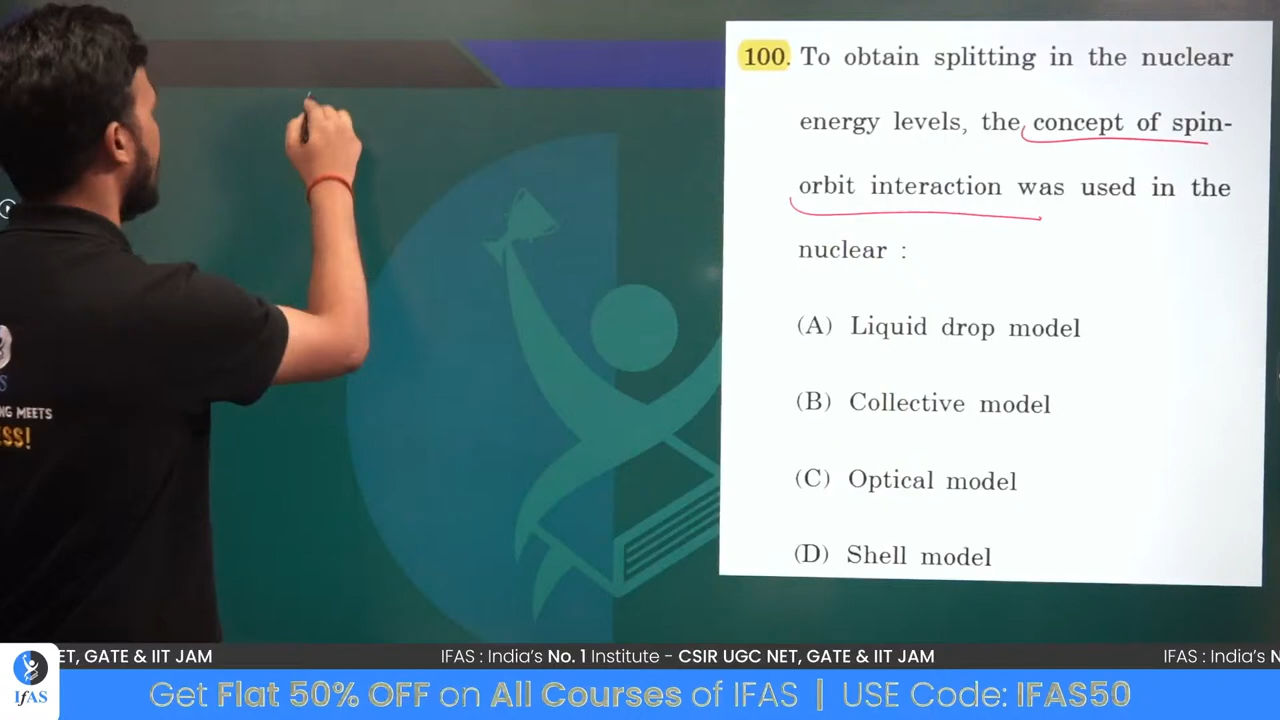 100. To obtain splitting in the nuclear
energy levels, the concept of spin-
orbit interaction was used in the
nuclear :
(A) Liquid drop model
(B) Collective model
(C) Optical model
(D) Shell model
S
NG MEETS
ESS!
ET, GATE & IIT JAM
IFAS : India's No. 1 Institute - CSIR UGC NET, GATE & IIT JAM
IFAS : India's N
IfAS
Get Flat 50% OFF on All Courses of IFAS | USE Code: IFAS50